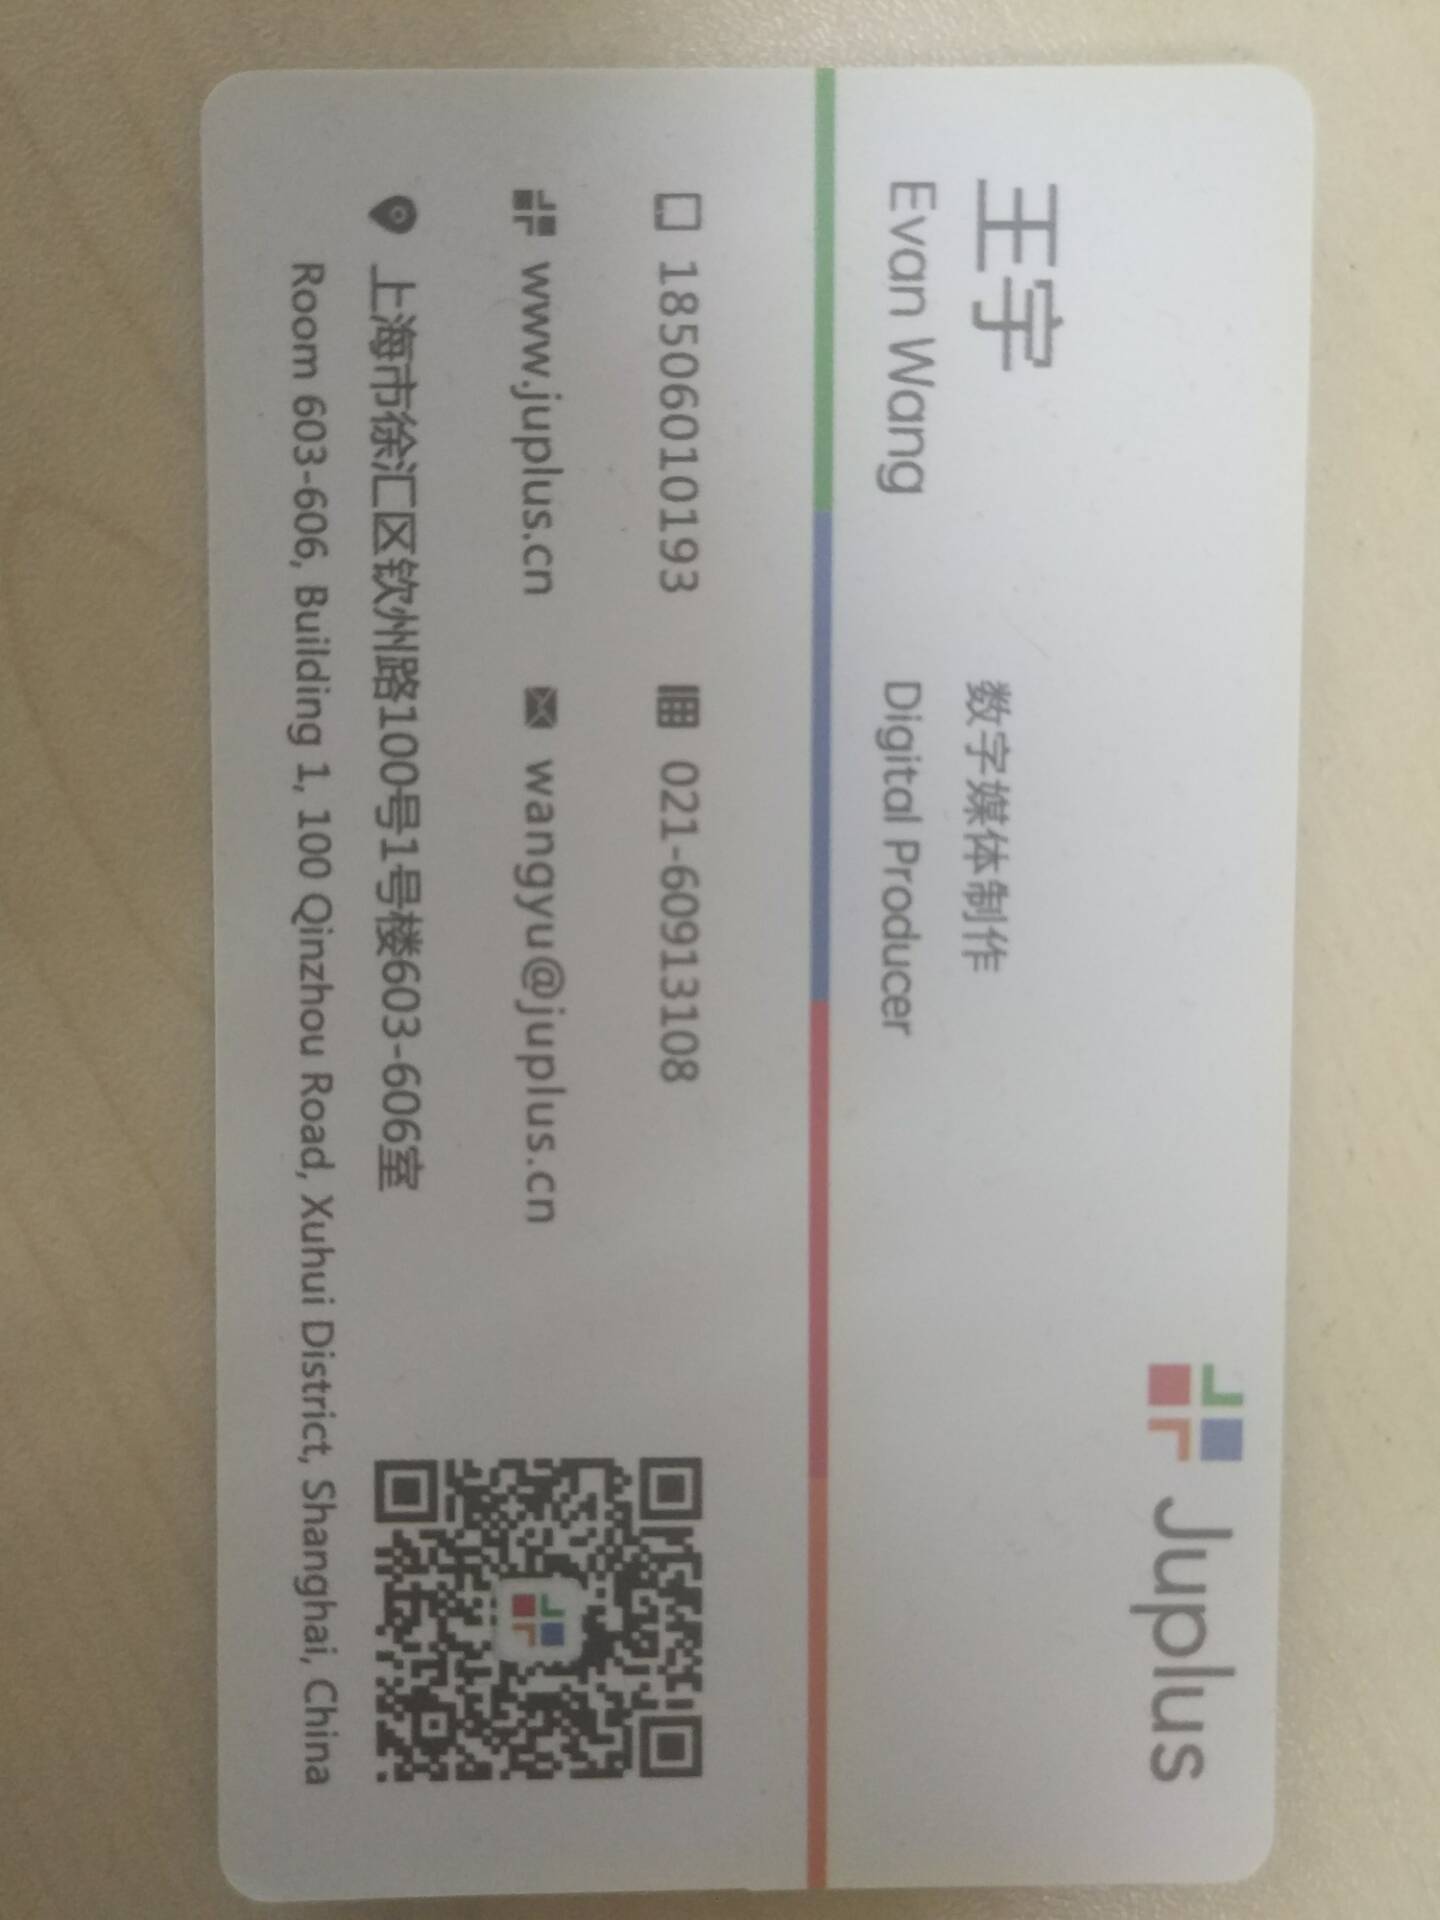 Juplus
王宇
Evan Wang
数字媒体制作
Digital Producer
18506010193
021-60913108
www.juplus.cn
wangyu@juplus.cn
上海市徐汇区钦州路100号1号楼603-606室
Room 603-606, Building 1, 100 Qinzhou Road, Xuhui District, Shanghai, China